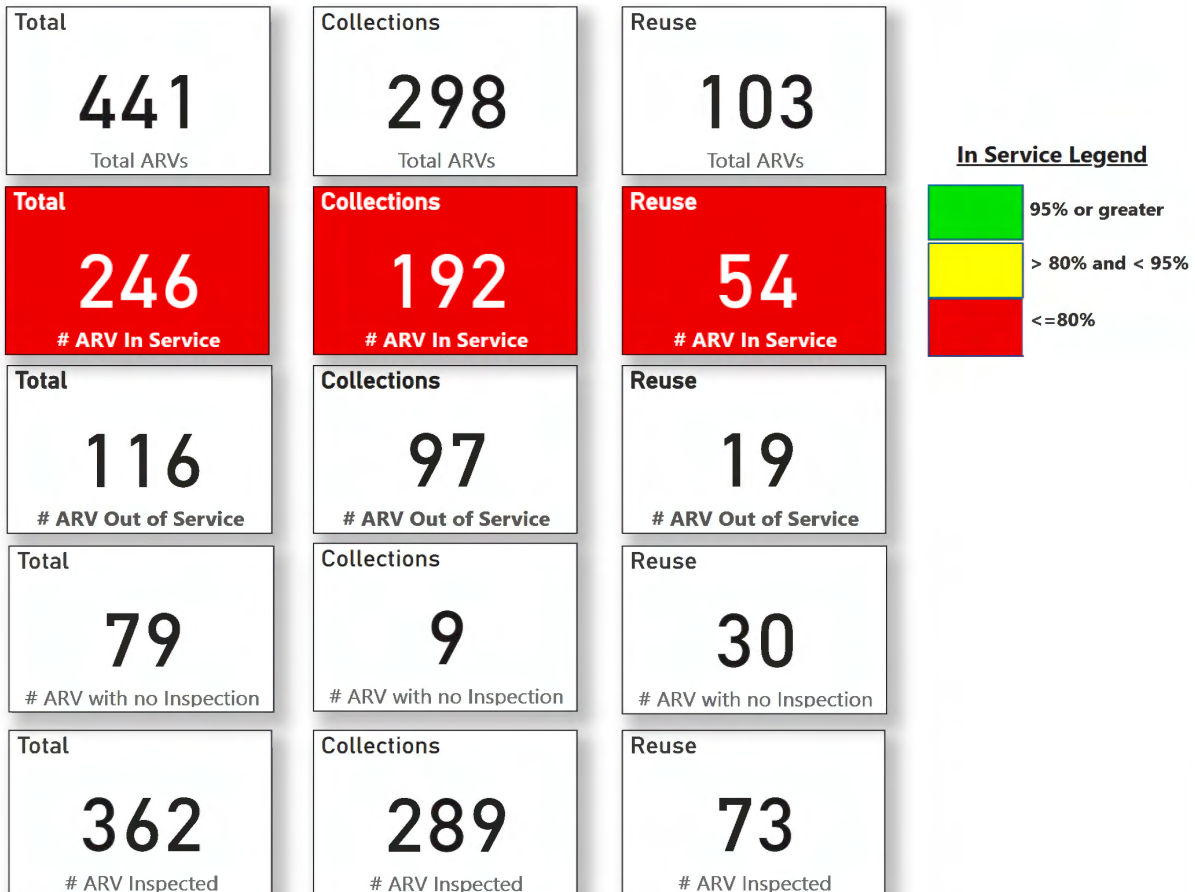 Total
441
Total ARVs
Collections
298
Total ARVs
Reuse
103
Total ARVs
In Service Legend
95% or greater
> 80% and < 95%
<=80%
Total
246
# ARV In Service
Collections
192
# ARV In Service
Reuse
54
# ARV In Service
Total
116
# ARV Out of Service
Collections
97
# ARV Out of Service
Reuse
19
# ARV Out of Service
Total
79
# ARV with no Inspection
Collections
9
# ARV with no Inspection
Reuse
30
# ARV with no Inspection
Total
362
# ARV Inspected
Collections
289
# ARV Inspected
Reuse
73
# ARV Inspected